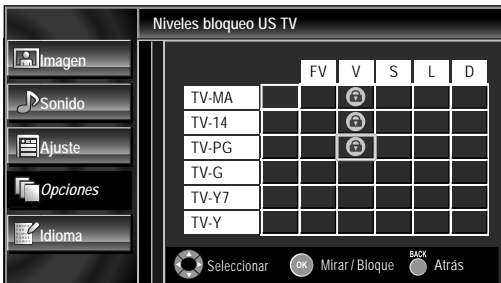 Niveles bloqueo US TV
Imagen
Sonido
Ajuste
Opciones
Idioma
FV V S L D
TV-MA
TV-14
TV-PG
TV-G
TV-Y7
TV-Y
Seleccionar OK Mirar / Bloque BACK Atrás